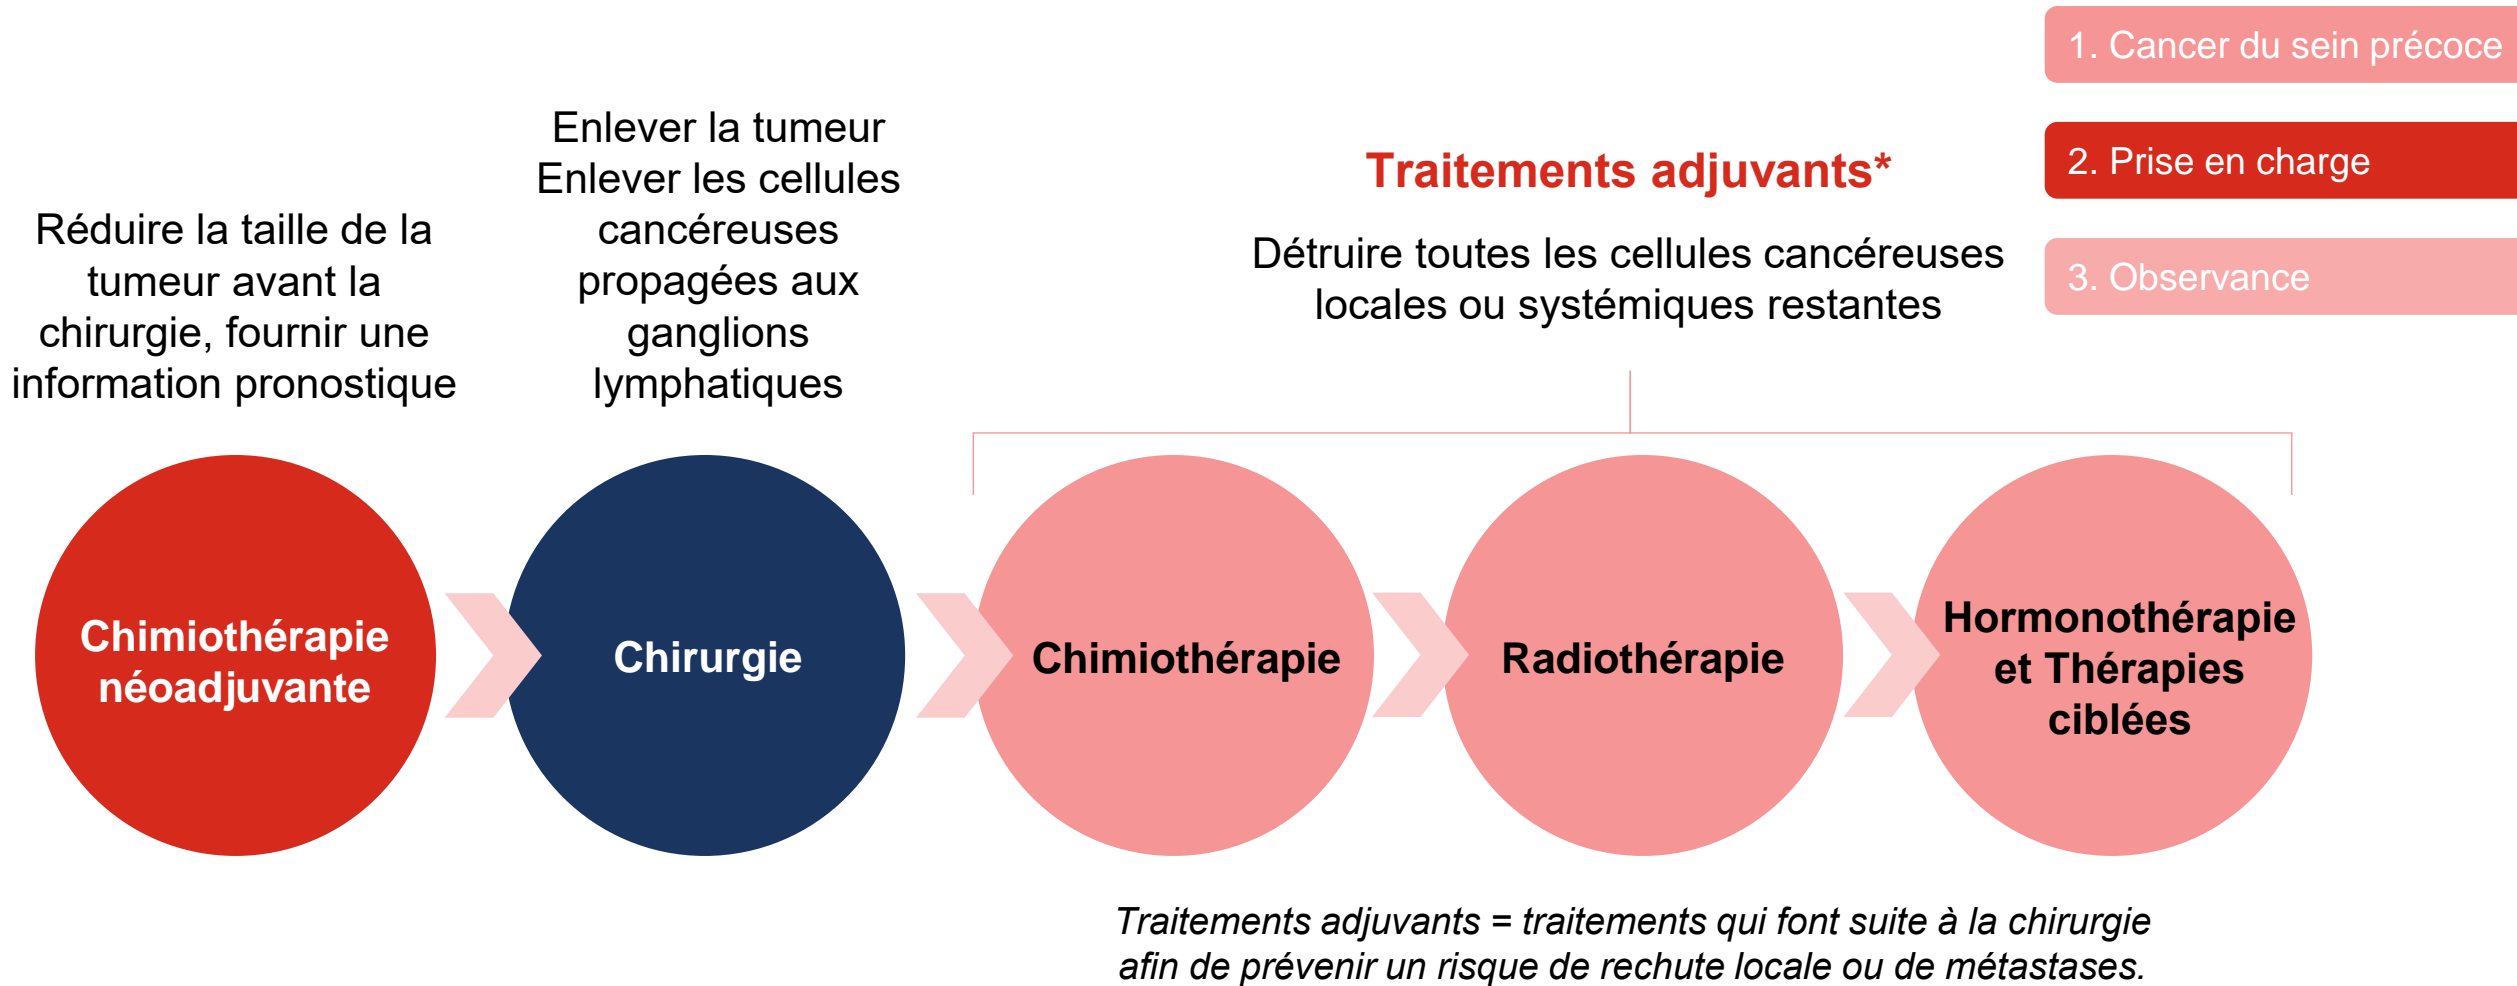 1. Cancer du sein précoce
2. Prise en charge
3. Observance
Réduire la taille de la
tumeur avant la
chirurgie, fournir une
information pronostique
Enlever la tumeur
Enlever les cellules
cancéreuses
propagées aux
ganglions
lymphatiques
Traitements adjuvants*
Détruire toutes les cellules cancéreuses
locales ou systémiques restantes
Chimiothérapie
néoadjuvante
Chirurgie
Chimiothérapie
Radiothérapie
Hormonothérapie
et Thérapies
ciblées
Traitements adjuvants = traitements qui font suite à la chirurgie
afin de prévenir un risque de rechute locale ou de métastases.